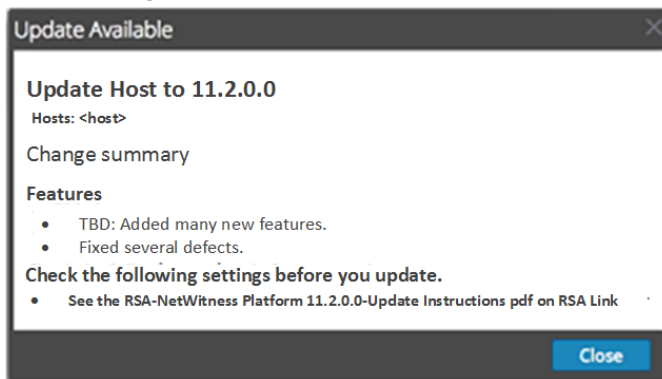 Update Available
Update Host to 11.2.0.0
Hosts: <host>
Change summary
Features
• TBD: Added many new features.
• Fixed several defects.
Check the following settings before you update.
• See the RSA-NetWitness Platform 11.2.0.0-Update Instructions pdf on RSA Link
Close